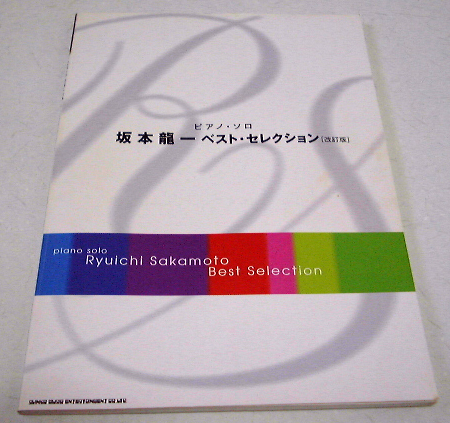 ピアノ・ソロ
坂本龍一 ベスト・セレクション [改訂版]
piano solo
Ryuichi Sakamoto
Best Selection